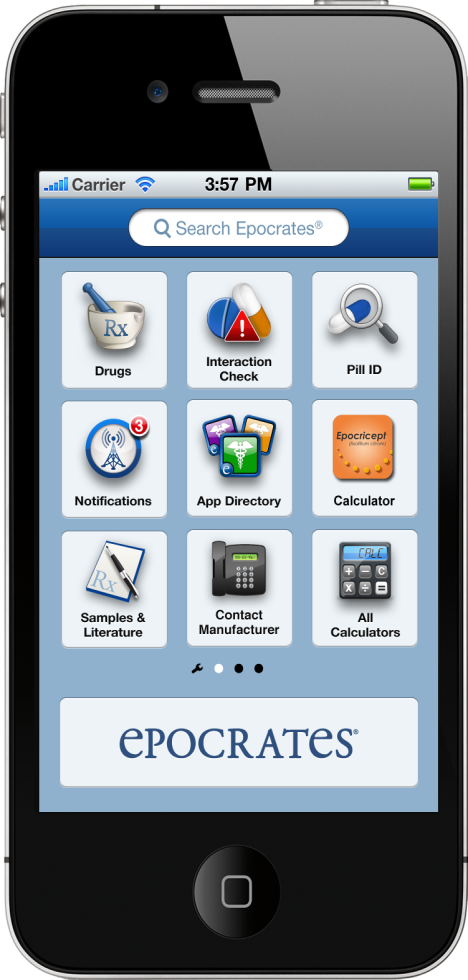 Carrier 3:57 PM
Search Epocrates®
Rx
Drugs
Interaction
Check
Pill ID
3
Notifications
e e
e
App Directory
Epocricept
Calculator
Rx
Samples &
Literature
Contact
Manufacturer
CALC
+ − C
× ÷ =
All
Calculators
epocrates®